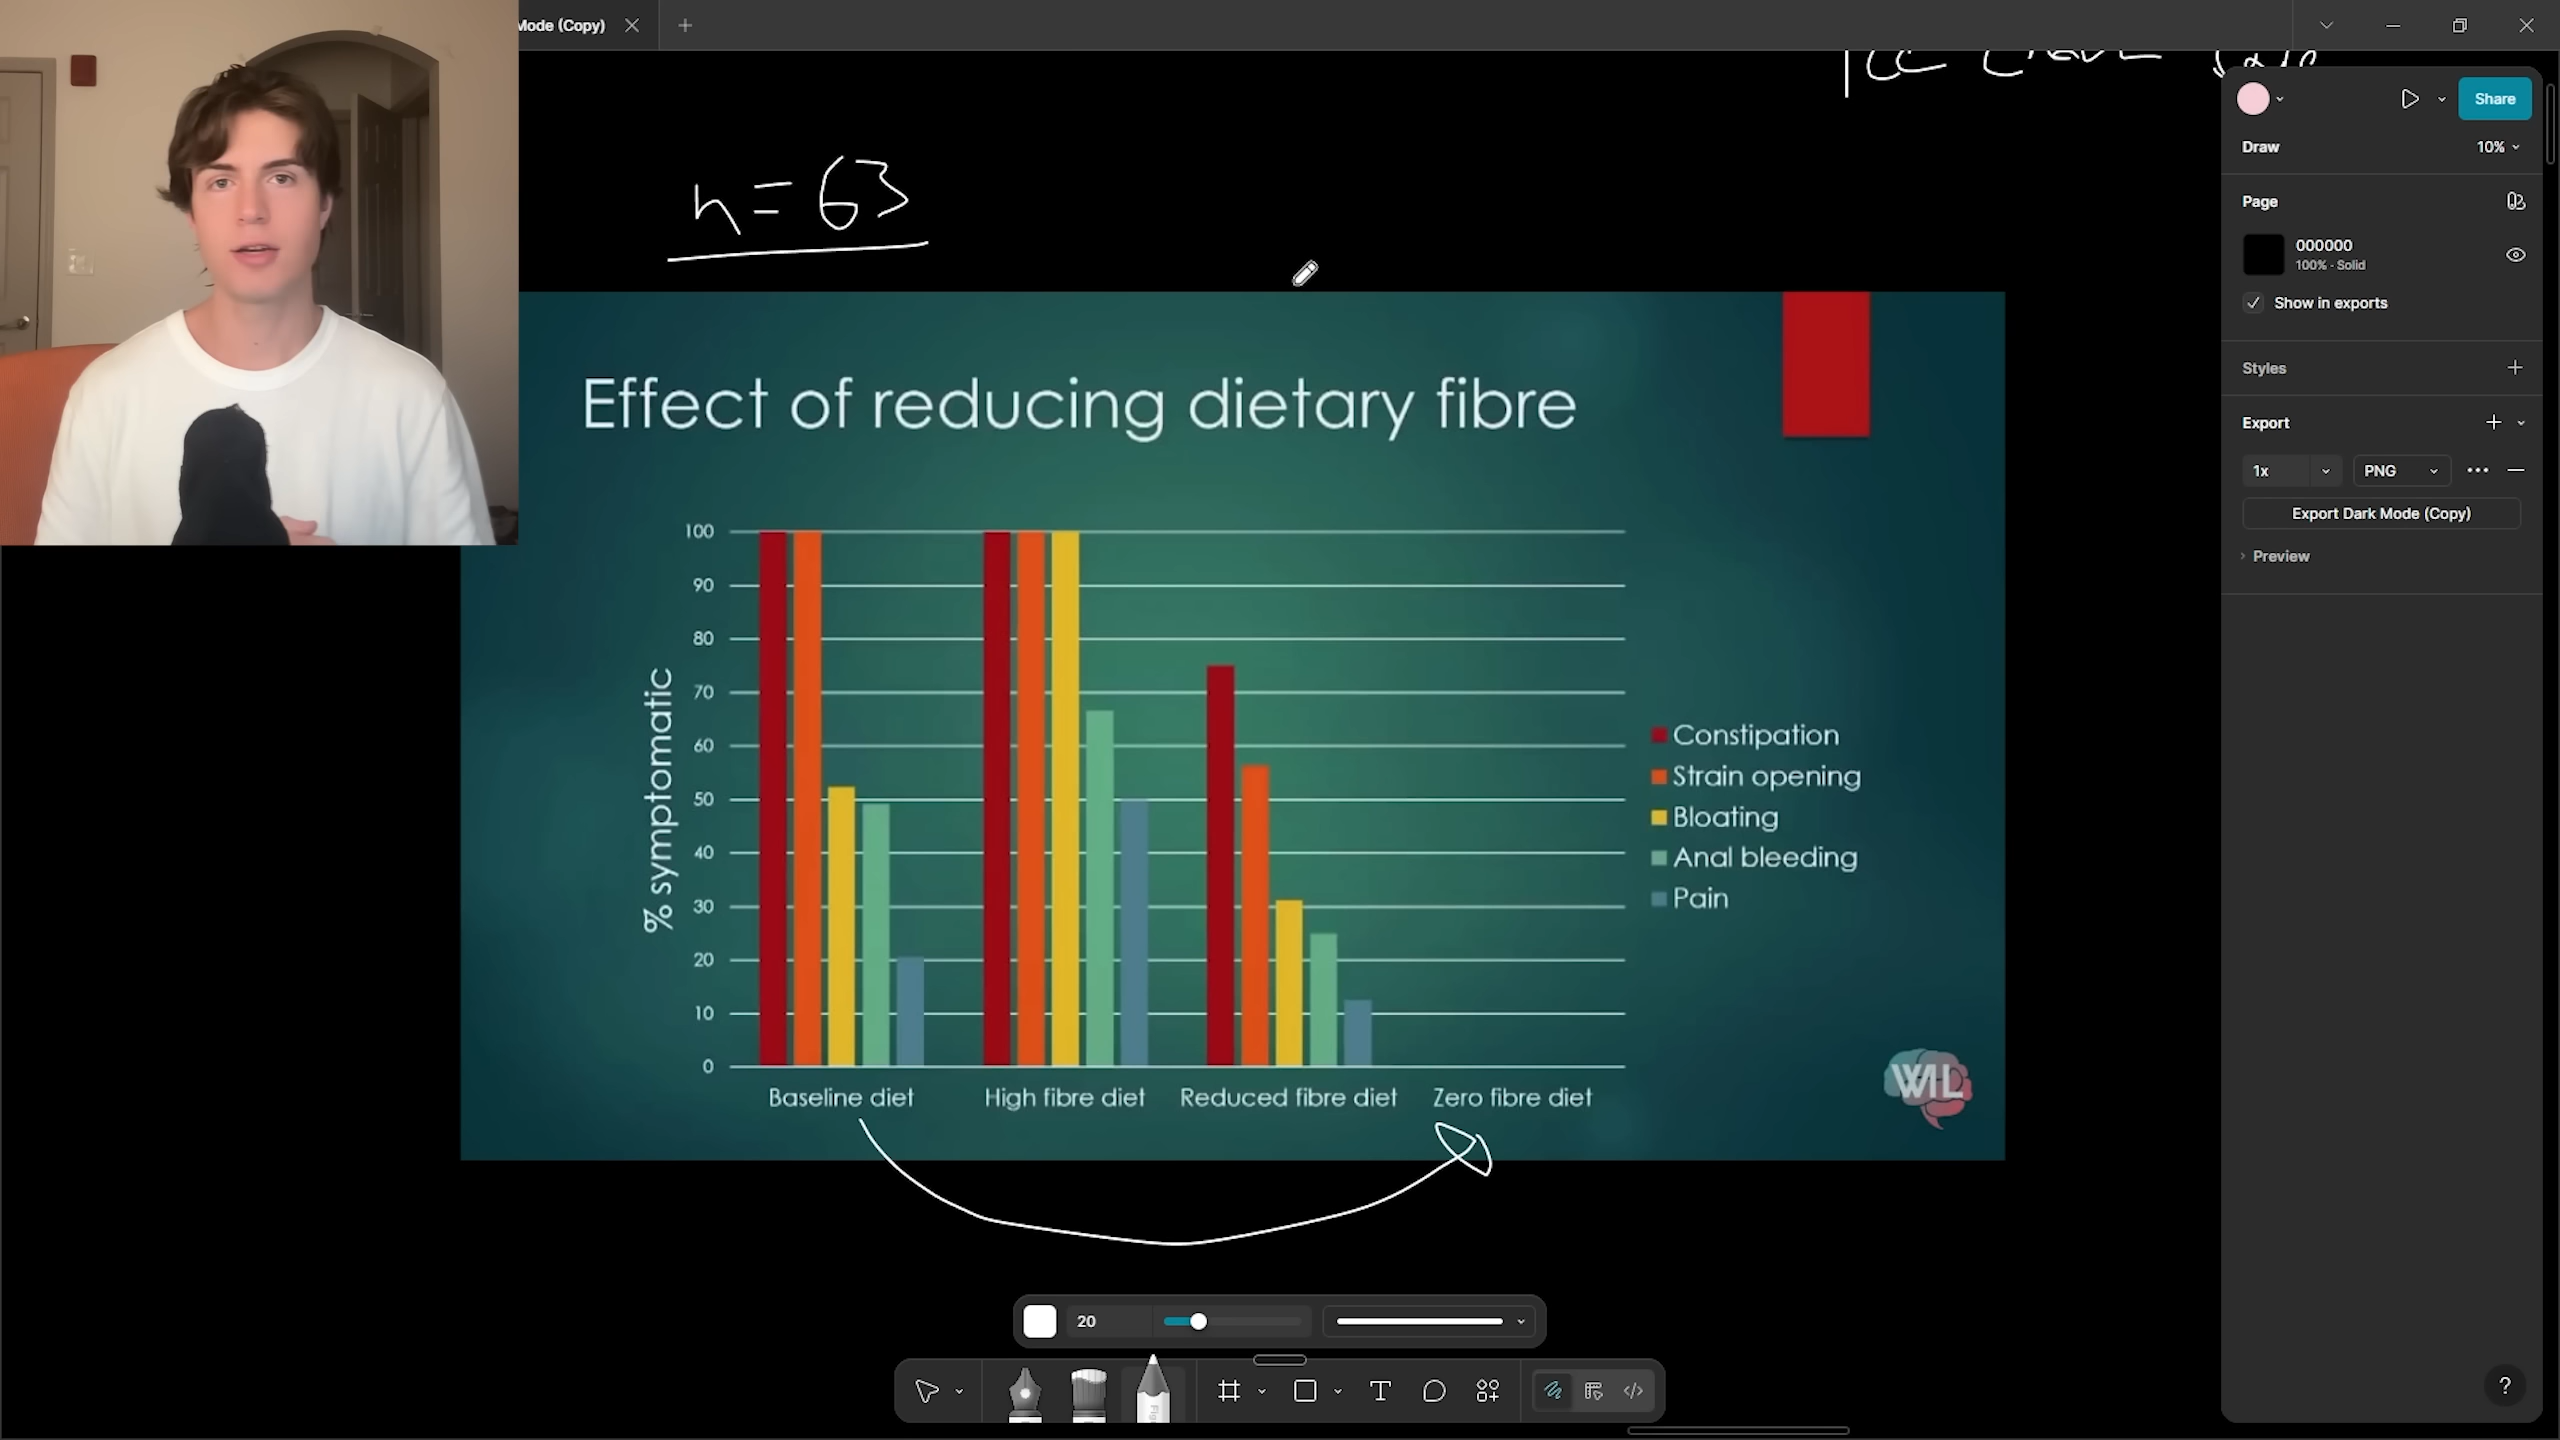 Mode (Copy)
n = 63
Effect of reducing dietary fibre
% symptomatic
100
90
80
70
60
50
40
30
20
10
0
Baseline diet High fibre diet Reduced fibre diet Zero fibre diet
Constipation
Strain opening
Bloating
Anal bleeding
Pain
WIL
20
Share
Draw 10%
Page
000000
100% - Solid
Show in exports
Styles
Export
1x PNG
Export Dark Mode (Copy)
Preview
?